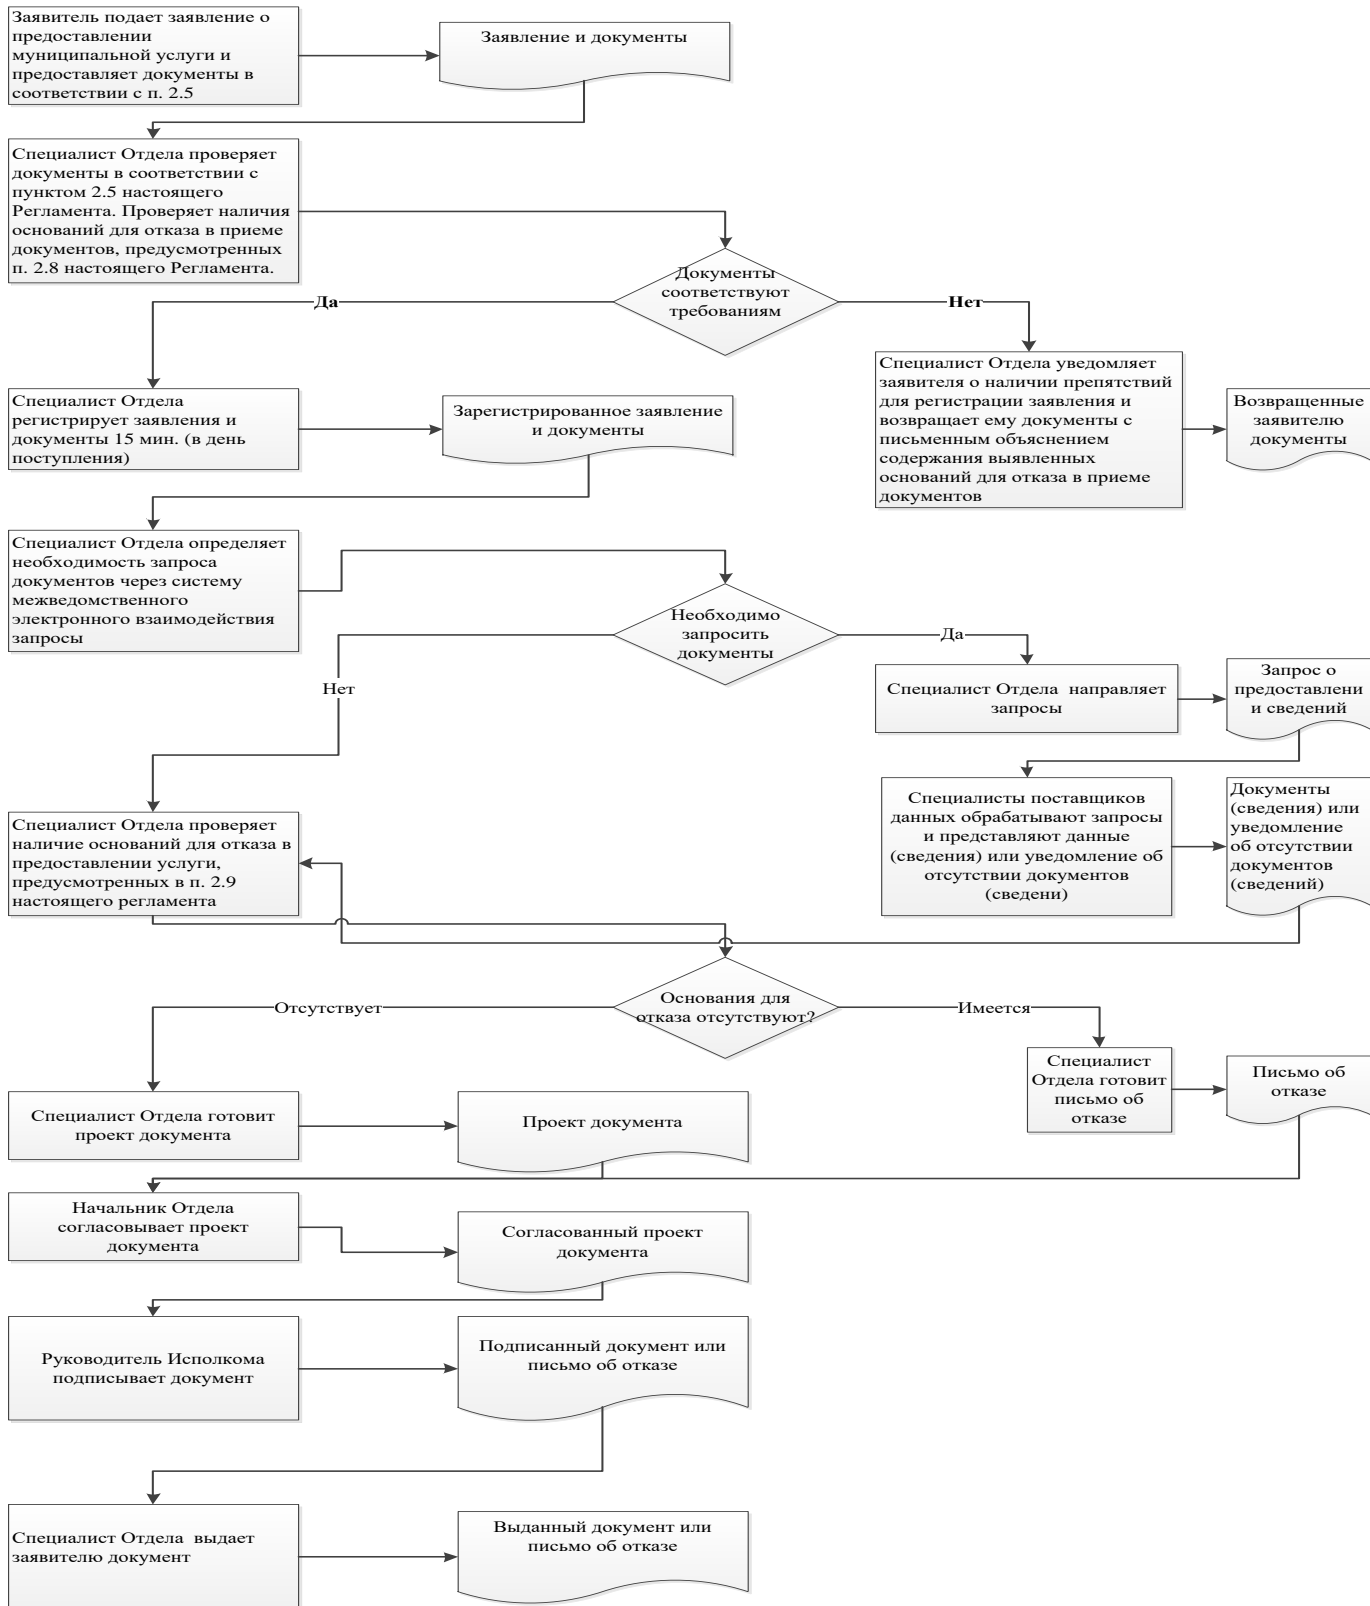 Заявитель подает заявление о
предоставлении
муниципальной услуги и
предоставляет документы в
соответствии с п. 2.5
Заявление и документы
Специалист Отдела проверяет
документы в соответствии с
пунктом 2.5 настоящего
Регламента. Проверяет наличия
оснований для отказа в приеме
документов, предусмотренных
п. 2.8 настоящего Регламента.
Документы
соответствуют
требованиям
Да
Нет
Специалист Отдела
регистрирует заявления и
документы 15 мин. (в день
поступления)
Зарегистрированное заявление
и документы
Специалист Отдела уведомляет
заявителя о наличии препятствий
для регистрации заявления и
возвращает ему документы с
письменным объяснением
содержания выявленных
оснований для отказа в приеме
документов
Возвращенные
заявителю
документы
Специалист Отдела определяет
необходимость запроса
документов через систему
межведомственного
электронного взаимодействия
запросы
Необходимо
запросить
документы
Да
Нет
Специалист Отдела  направляет
запросы
Запрос о
предоставлени
и сведений
Специалисты поставщиков
данных обрабатывают запросы
и представляют данные
(сведения) или уведомление об
отсутствии документов
(сведени)
Документы
(сведения) или
уведомление
об отсутствии
документов
(сведений)
Специалист Отдела проверяет
наличие оснований для отказа в
предоставлении услуги,
предусмотренных в п. 2.9
настоящего регламента
Основания для
отказа отсутствуют?
Отсутствует
Имеется
Специалист
Отдела готовит
письмо об
отказе
Письмо об
отказе
Специалист Отдела готовит
проект документа
Проект документа
Начальник Отдела
согласовывает проект
документа
Согласованный проект
документа
Руководитель Исполкома
подписывает документ
Подписанный документ или
письмо об отказе
Специалист Отдела  выдает
заявителю документ
Выданный документ или
письмо об отказе